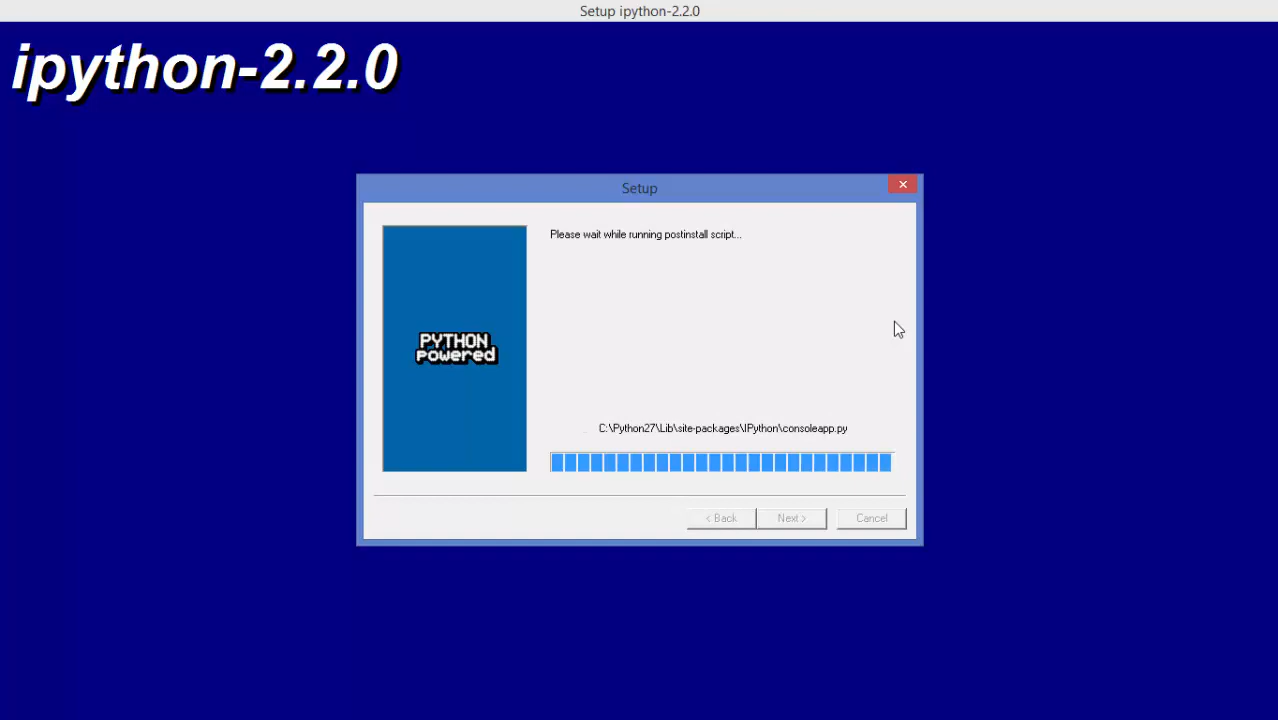 Setup ipython-2.2.0
ipython-2.2.0
Setup
Please wait while running postinstall script...
PYTHON
powered
C:\Python27\Lib\site-packages\IPython\consoleapp.py
< Back
Next >
Cancel